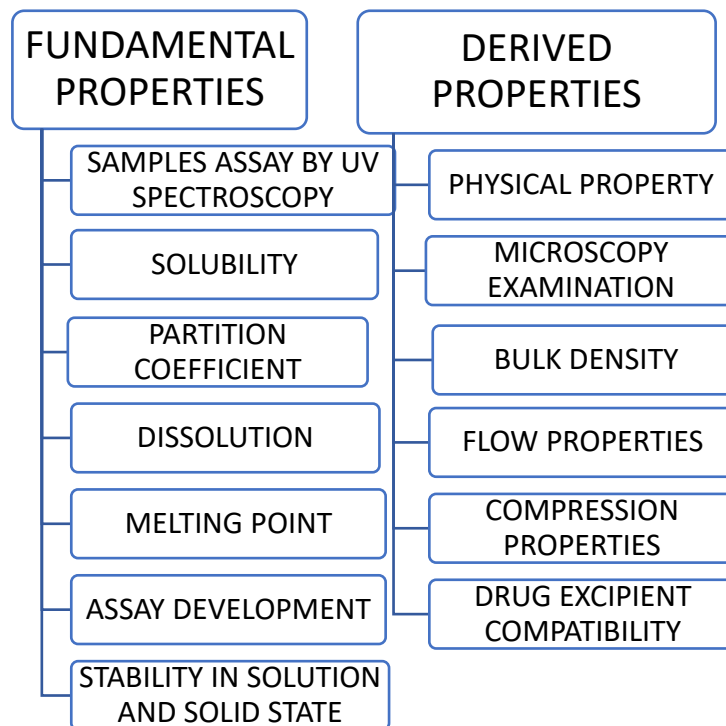 FUNDAMENTAL
PROPERTIES
SAMPLES ASSAY BY UV
SPECTROSCOPY
SOLUBILITY
PARTITION
COEFFICIENT
DISSOLUTION
MELTING POINT
ASSAY DEVELOPMENT
STABILITY IN SOLUTION
AND SOLID STATE
DERIVED
PROPERTIES
PHYSICAL PROPERTY
MICROSCOPY
EXAMINATION
BULK DENSITY
FLOW PROPERTIES
COMPRESSION
PROPERTIES
DRUG EXCIPIENT
COMPATIBILITY